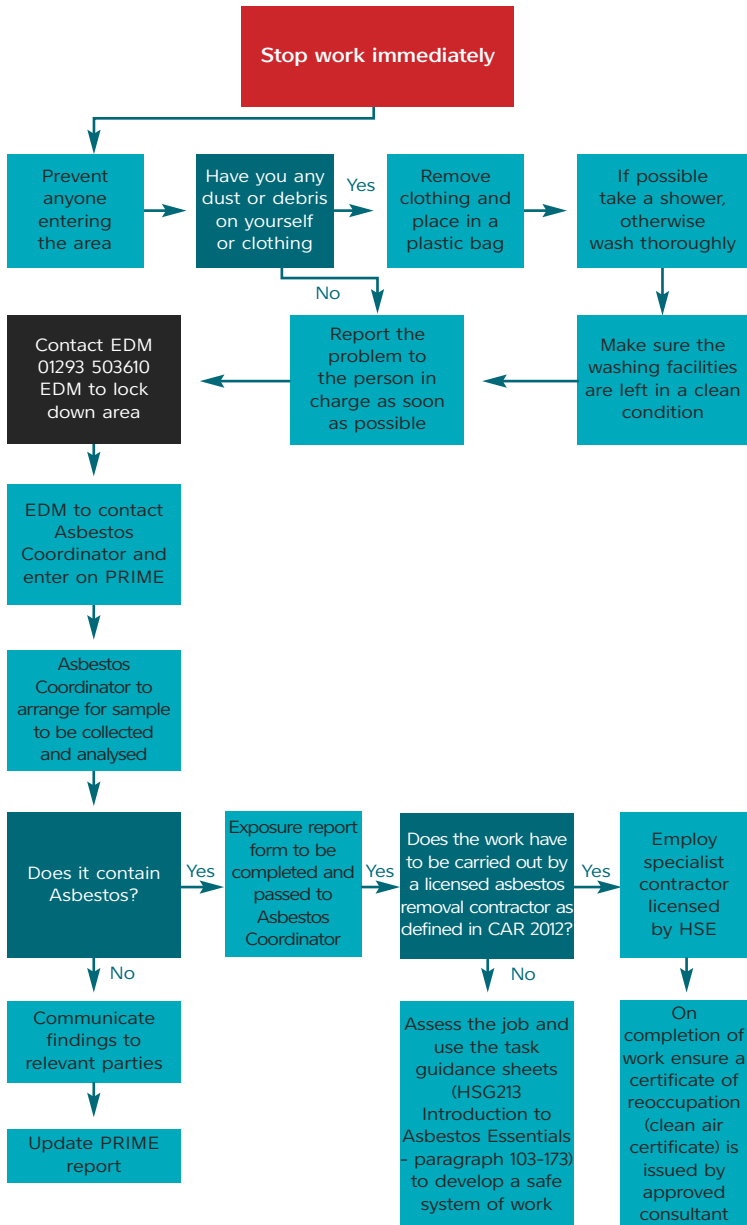 Stop work immediately
Prevent
anyone
entering
the area
Have you any
dust or debris
on yourself
or clothing
Yes
Remove
clothing and
place in a
plastic bag
If possible
take a shower,
otherwise
wash thoroughly
No
Contact EDM
01293 503610
EDM to lock
down area
Report the
problem to
the person in
charge as soon
as possible
Make sure the
washing facilities
are left in a clean
condition
EDM to contact
Asbestos
Coordinator and
enter on PRIME
Asbestos
Coordinator to
arrange for sample
to be collected
and analysed
Does it contain
Asbestos?
Yes
Exposure report
form to be
completed and
passed to
Asbestos
Coordinator
Yes
Does the work have
to be carried out by
a licensed asbestos
removal contractor as
defined in CAR 2012?
Yes
Employ
specialist
contractor
licensed
by HSE
No
No
Communicate
findings to
relevant parties
Update PRIME
report
Assess the job and
use the task
guidance sheets
(HSG213
Introduction to
Asbestos Essentials
- paragraph 103-173)
to develop a safe
system of work
On
completion of
work ensure a
certificate of
reoccupation
(clean air
certificate) is
issued by
approved
consultant